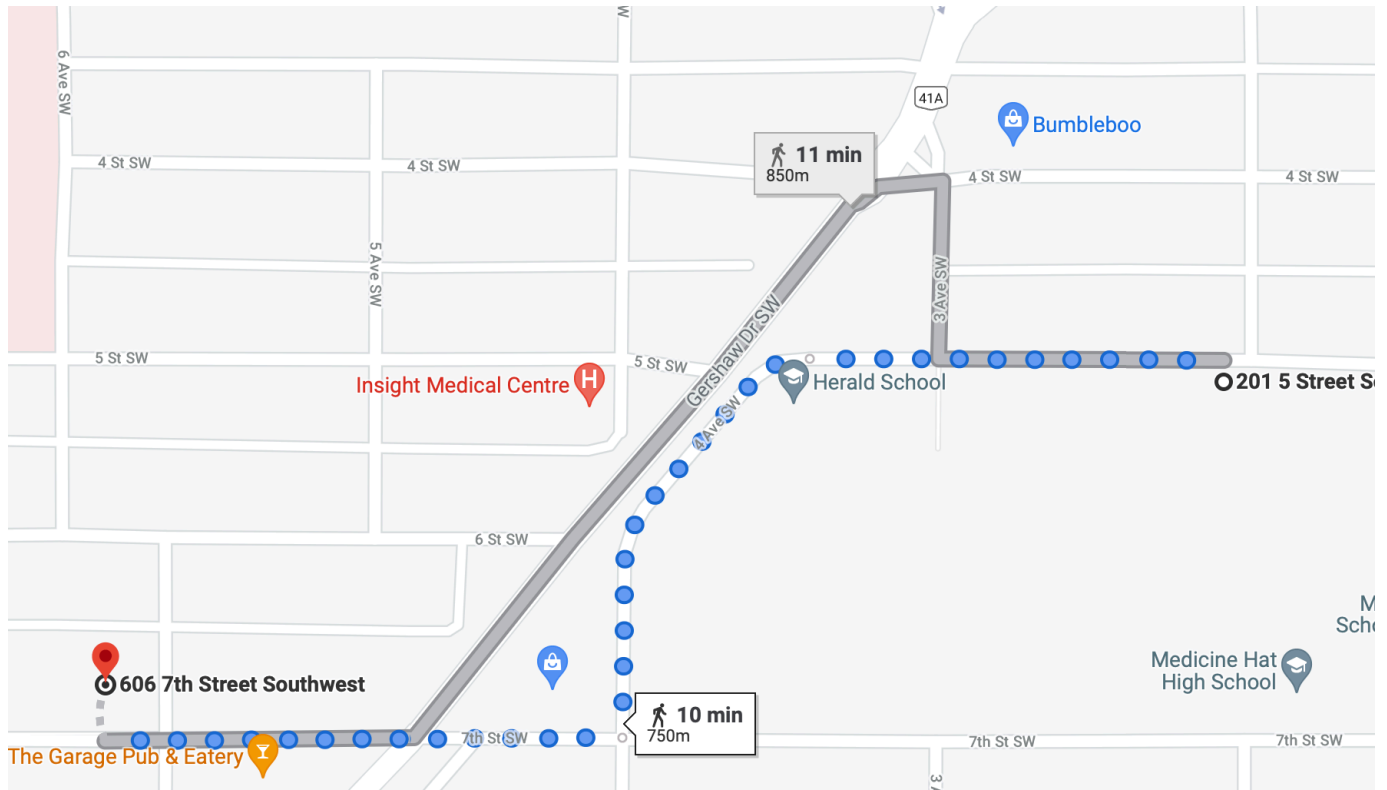 W
6 Ave SW
41A
Bumbleboo
11 min
850m
4 St SW
4 St SW
4 St SW
4 St SW
5 Ave SW
3 Ave SW
Gershaw Dr SW
5 St SW
5 St SW
Insight Medical Centre
H
Herald School
201 5 Street S
4 Ave SW
6 St SW
Medicine Hat
High School
606 7th Street Southwest
10 min
750m
7th St SW
7th St SW
7th St SW
The Garage Pub & Eatery